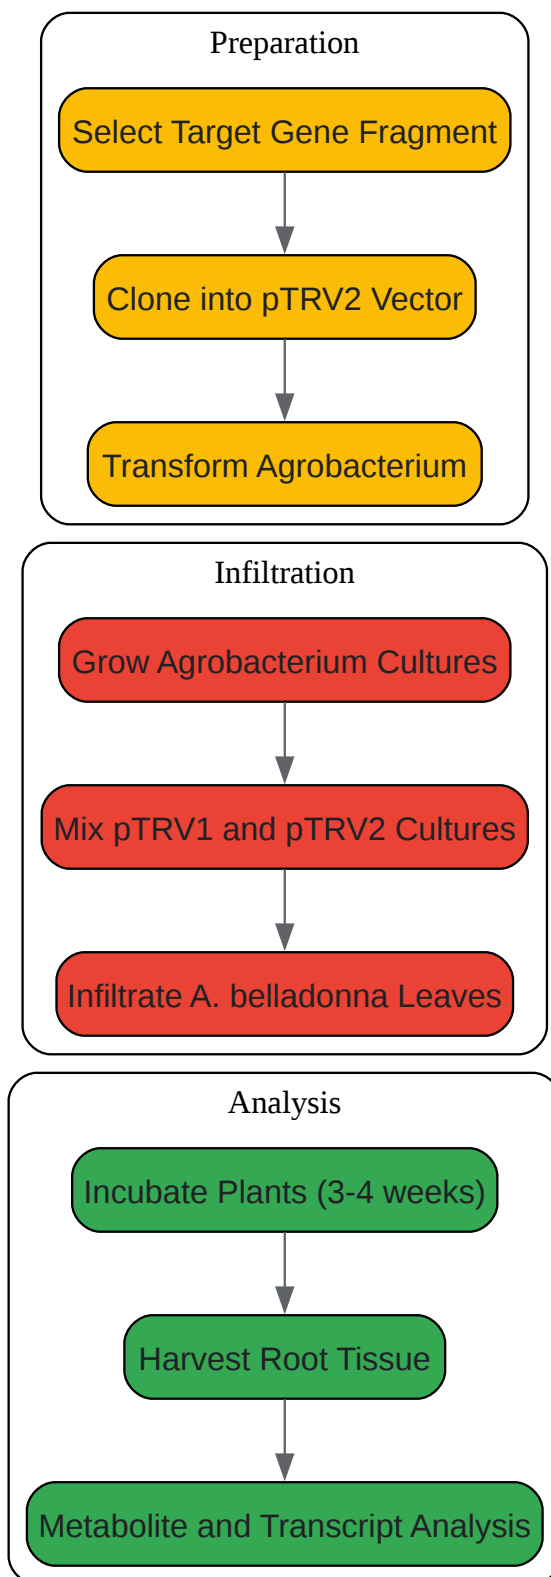 Preparation
Select Target Gene Fragment
Clone into pTRV2 Vector
Transform Agrobacterium
Infiltration
Grow Agrobacterium Cultures
Mix pTRV1 and pTRV2 Cultures
Infiltrate A. belladonna Leaves
Analysis
Incubate Plants (3-4 weeks)
Harvest Root Tissue
Metabolite and Transcript Analysis